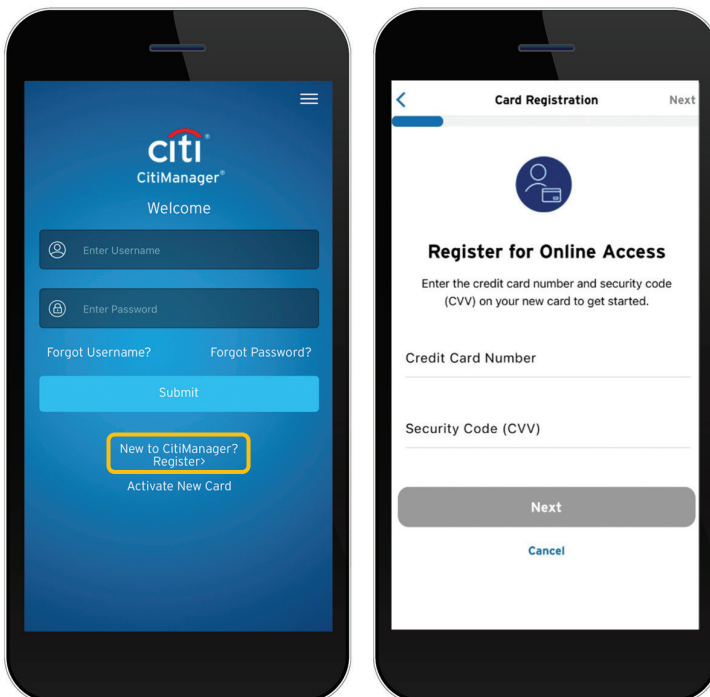 citi®
CitiManager®
Welcome
Enter Username
Enter Password
Forgot Username? Forgot Password?
Submit
New to CitiManager?
Register>
Activate New Card
Card Registration Next
Register for Online Access
Enter the credit card number and security code
(CVV) on your new card to get started.
Credit Card Number
Security Code (CVV)
Next
Cancel